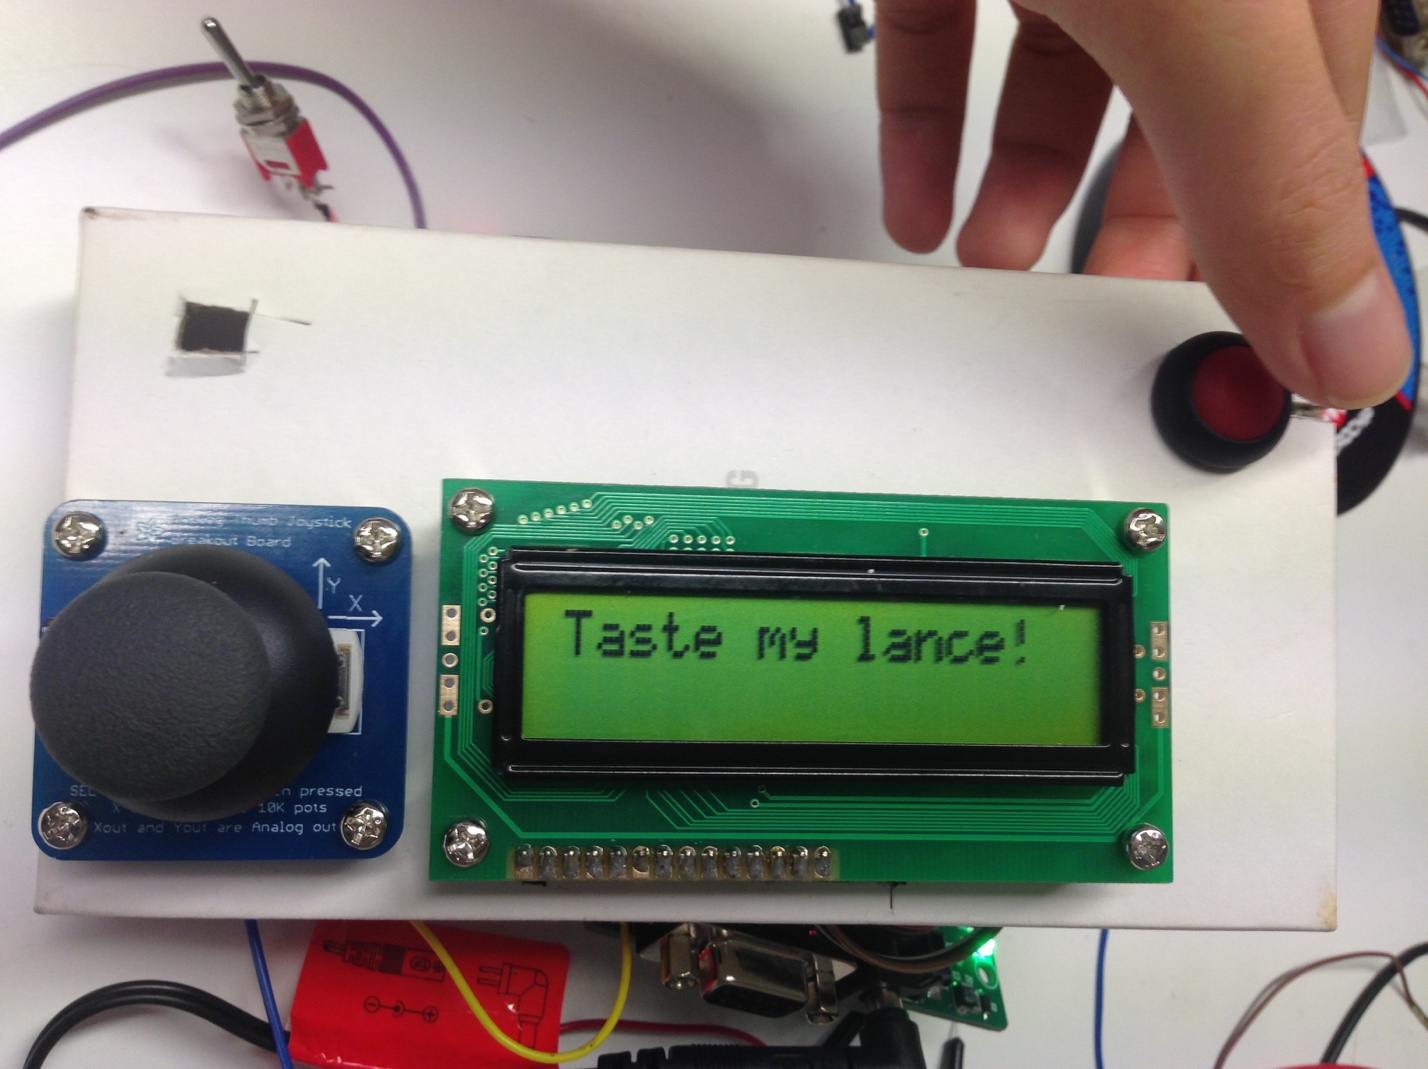 Thumb Joystick
Breakout Board
Y
X
Taste my lance!
pressed
10K pots
Xout and Yout are Analog out
G